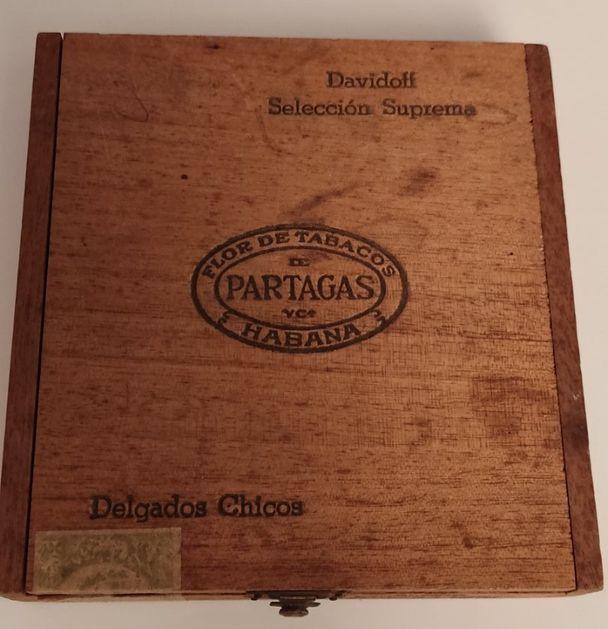 Davidoff
Selección Suprema
FLOR DE TABACOS
DE
PARTAGAS
Y Cª
HABANA
Delgados Chicos